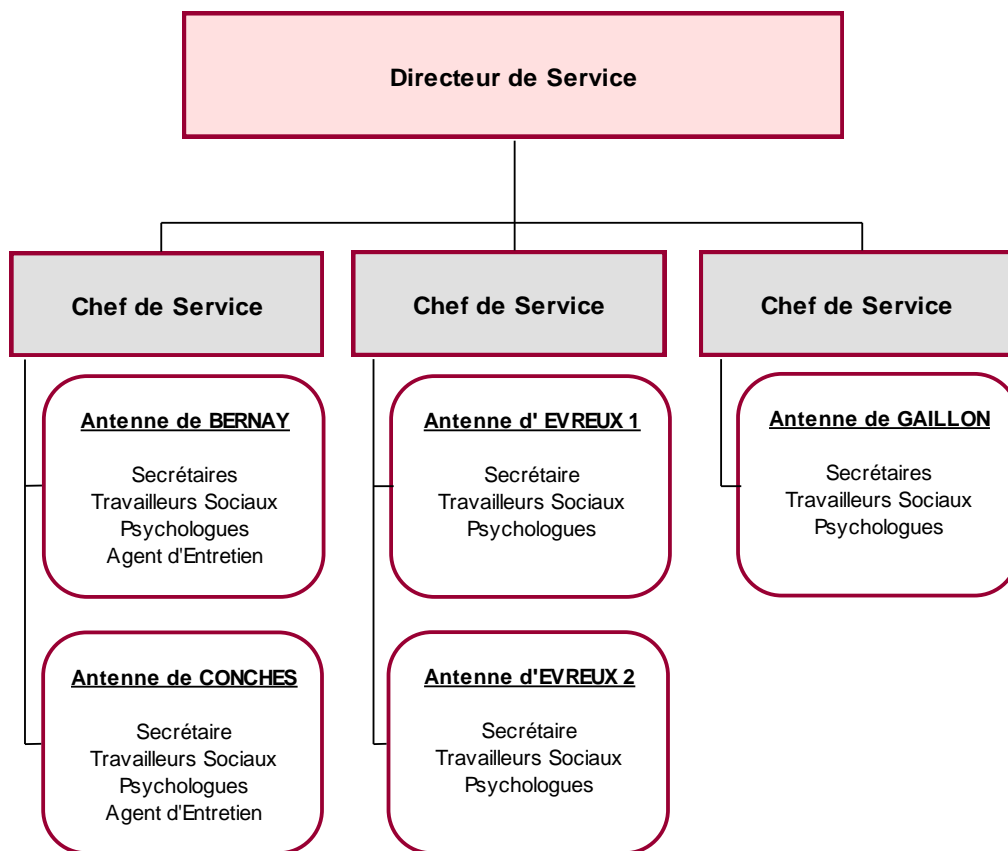 Directeur de Service
Chef de Service
Chef de Service
Chef de Service
Antenne de BERNAY
Secrétaires
Travailleurs Sociaux
Psychologues
Agent d'Entretien
Antenne d' EVREUX 1
Secrétaire
Travailleurs Sociaux
Psychologues
Antenne de GAILLON
Secrétaires
Travailleurs Sociaux
Psychologues
Antenne de CONCHES
Secrétaire
Travailleurs Sociaux
Psychologues
Agent d'Entretien
Antenne d'EVREUX 2
Secrétaire
Travailleurs Sociaux
Psychologues